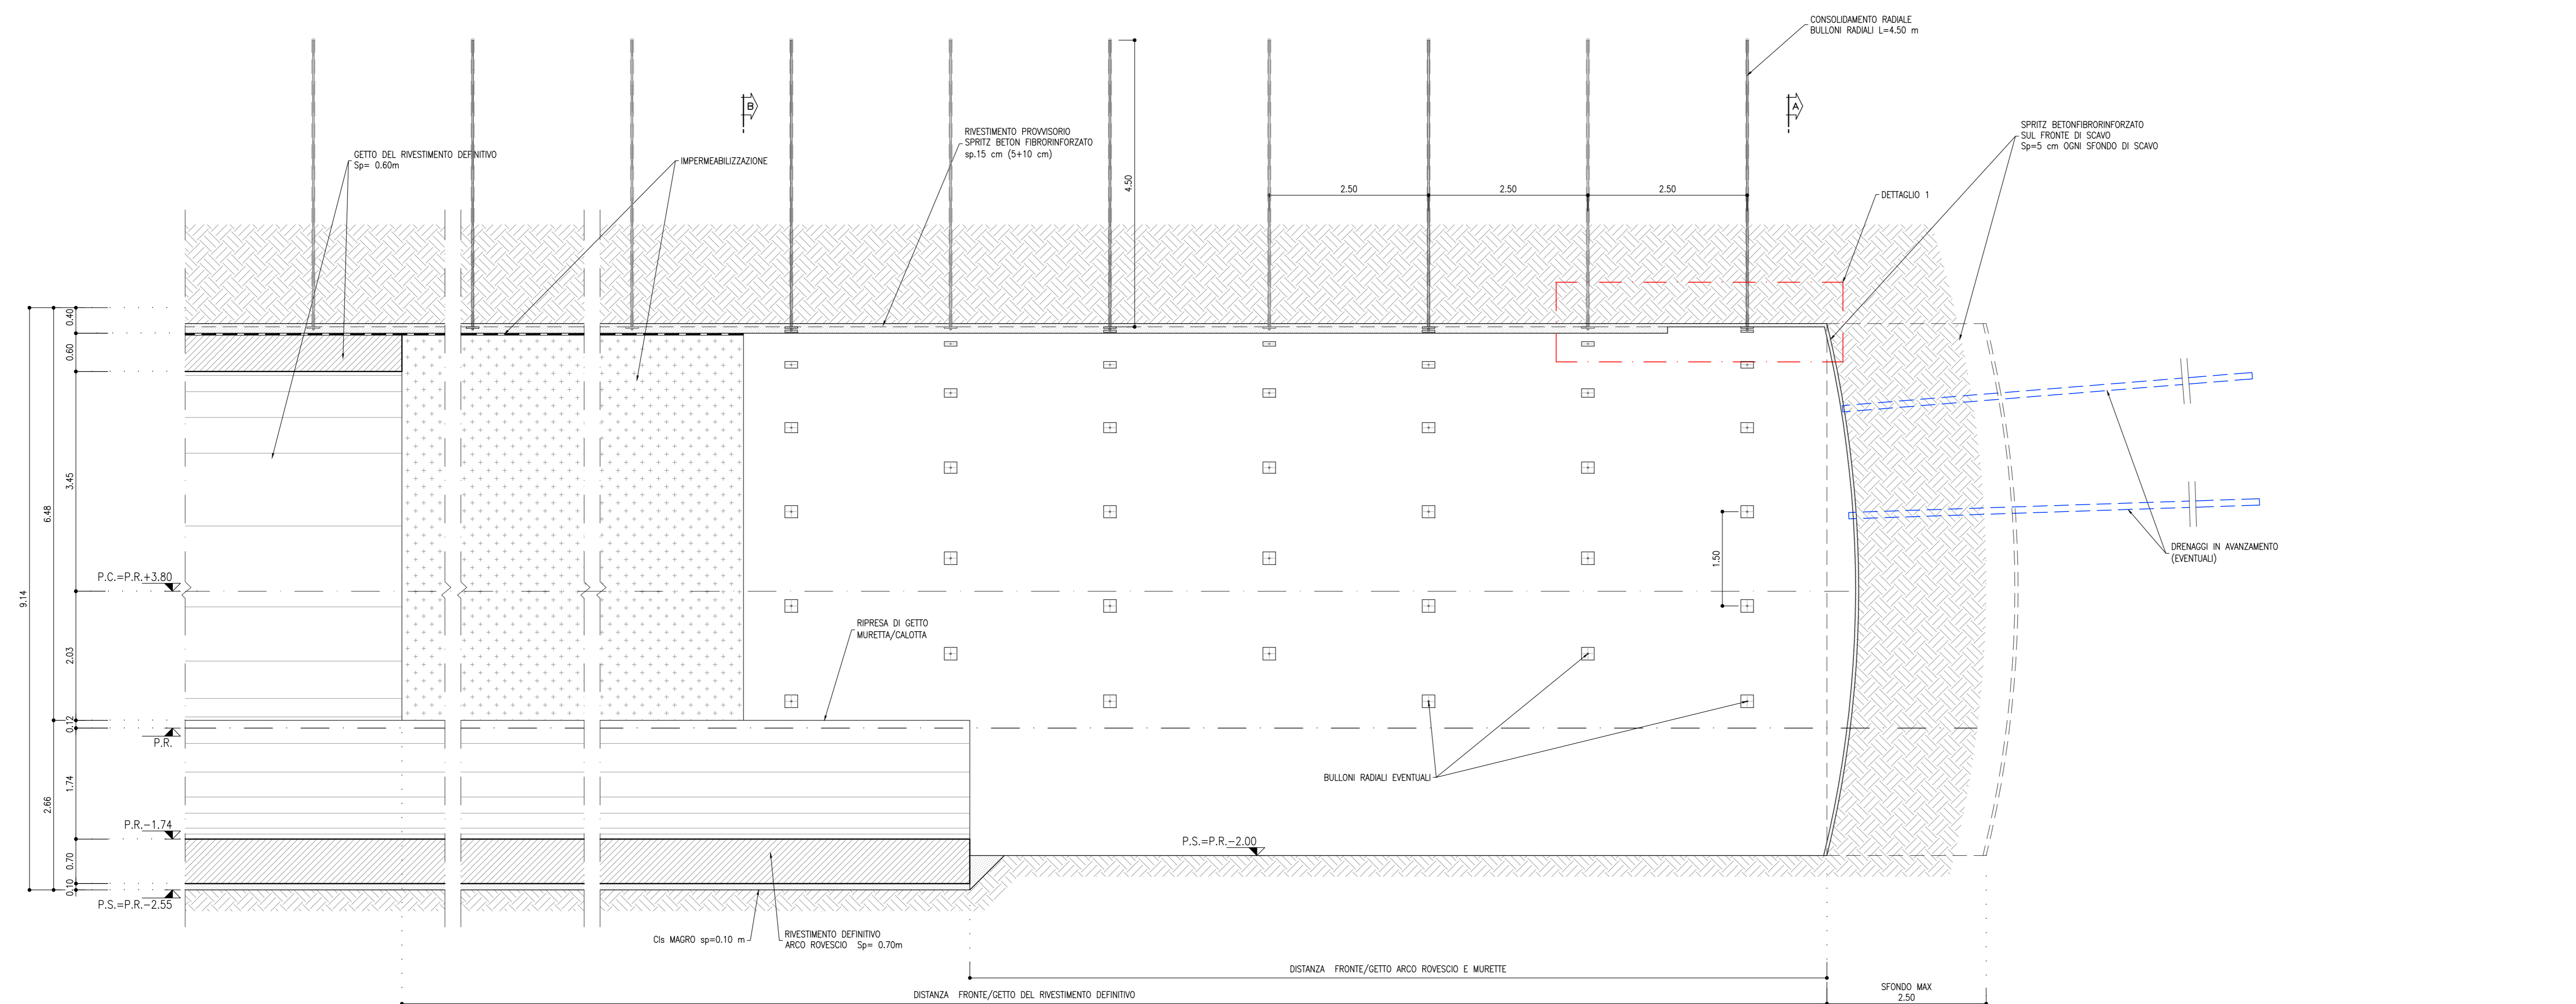 CONSOLIDAMENTO RADIALE
BULLONI RADIALI L=4.50 m
B
A
SPRITZ BETONFIBRORINFORZATO
SUL FRONTE DI SCAVO
Sp=5 cm OGNI SFONDO DI SCAVO
RIVESTIMENTO PROVVISORIO
SPRITZ BETON FIBRORINFORZATO
sp.15 cm (5+10 cm)
GETTO DEL RIVESTIMENTO DEFINITIVO
Sp= 0.60m
IMPERMEABILIZZAZIONE
4.50
2.50
2.50
2.50
DETTAGLIO 1
0.40
0.60
3.45
6.48
9.14
P.C.=P.R.+3.80
1.50
DRENAGGI IN AVANZAMENTO
(EVENTUALI)
RIPRESA DI GETTO
MURETTA/CALOTTA
2.03
0.12
P.R.
1.74
2.66
BULLONI RADIALI EVENTUALI
P.R.-1.74
P.S.=P.R.-2.00
0.70
0.10
P.S.=P.R.-2.55
Cls MAGRO sp=0.10 m
RIVESTIMENTO DEFINITIVO
ARCO ROVESCIO Sp= 0.70m
DISTANZA FRONTE/GETTO ARCO ROVESCIO E MURETTE
DISTANZA FRONTE/GETTO DEL RIVESTIMENTO DEFINITIVO
SFONDO MAX
2.50